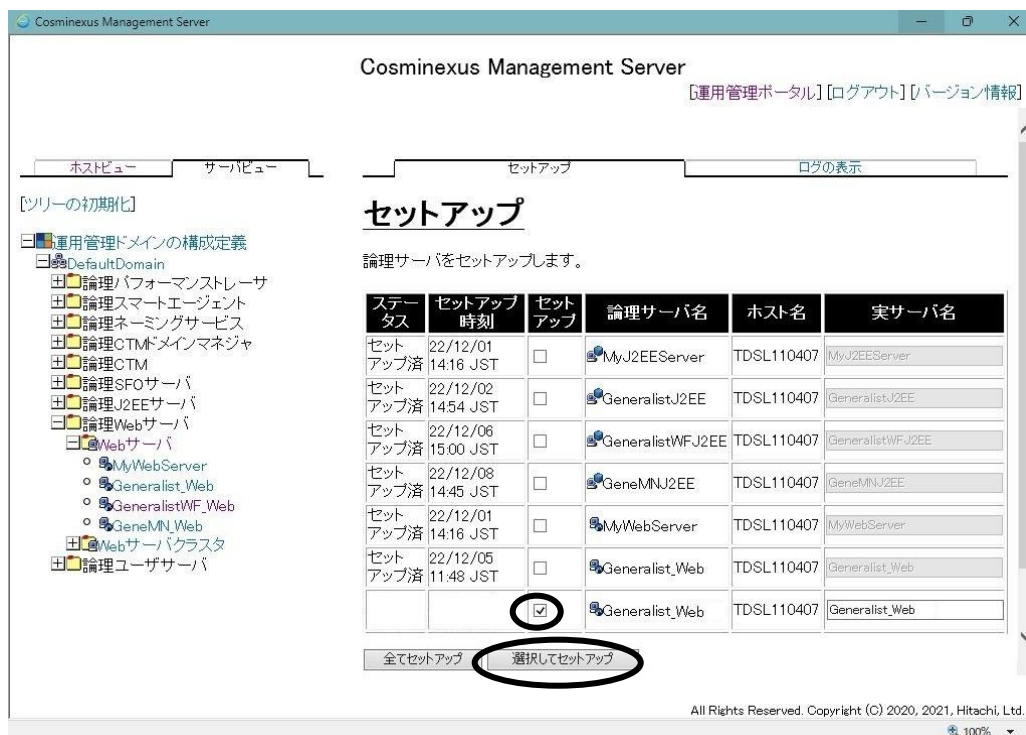 Cosminexus Management Server
Cosminexus Management Server
[運用管理ポータル] [ログアウト] [バージョン情報]
ホストビュー サーバビュー セットアップ ログの表示
[ツリーの初期化]
運用管理ドメインの構成定義
DefaultDomain
論理パフォーマンストレーサ
論理スマートエージェント
論理ネーミングサービス
論理CTMドメインマネジャ
論理CTM
論理SFOサーバ
論理J2EEサーバ
論理Webサーバ
Webサーバ
MyWebServer
Generalist_Web
GeneralistWF_Web
GeneMN_Web
Webサーバクラスタ
論理ユーザサーバ
セットアップ
論理サーバをセットアップします。
ステータス セットアップ時刻 セットアップ 論理サーバ名 ホスト名 実サーバ名
セットアップ済 22/12/01 14:16 JST MyJ2EEServer TDSL110407 MyJ2EEServer
セットアップ済 22/12/02 14:54 JST GeneralistJ2EE TDSL110407 GeneralistJ2EE
セットアップ済 22/12/06 15:00 JST GeneralistWFJ2EE TDSL110407 GeneralistWFJ2EE
セットアップ済 22/12/08 14:45 JST GeneMNJ2EE TDSL110407 GeneMNJ2EE
セットアップ済 22/12/01 14:16 JST MyWebServer TDSL110407 MyWebServer
セットアップ済 22/12/05 11:48 JST Generalist_Web TDSL110407 Generalist_Web
Generalist_Web TDSL110407 Generalist_Web
全てセットアップ 選択してセットアップ
All Rights Reserved. Copyright (C) 2020, 2021, Hitachi, Ltd.
100%